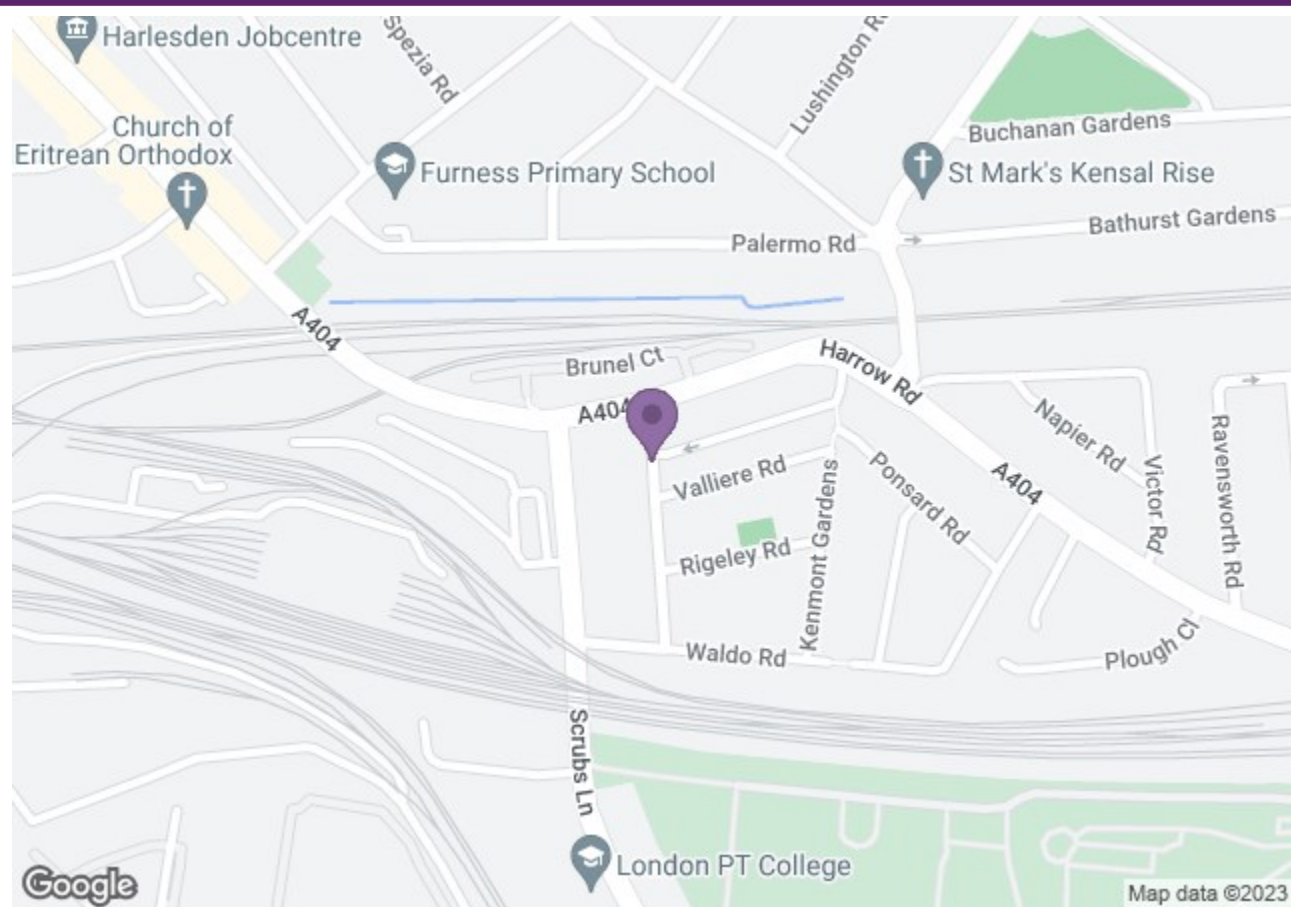 Harlesden Jobcentre
Spezia Rd
Lushington Rd
Church of
Eritrean Orthodox
Buchanan Gardens
Furness Primary School
St Mark's Kensal Rise
Palermo Rd
Bathurst Gardens
A404
Brunel Ct
Harrow Rd
A404
Napier Rd
Ravensworth Rd
Valliere Rd
Ponsard Rd
A404
Victor Rd
Kenmont Gardens
Rigeley Rd
Waldo Rd
Plough Cl
Scrubs Ln
London PT College
Google
Map data ©2023